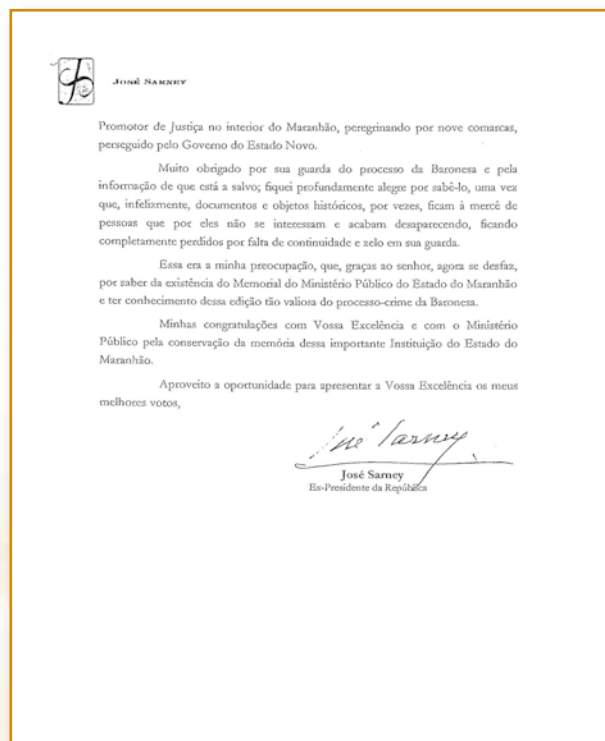 JOSÉ SARNEY
Promotor de Justiça no interior do Maranhão, peregrinando por nove comarcas,
perseguido pelo Governo do Estado Novo.
Muito obrigado por sua guarda do processo da Baronesa e pela
informação de que está a salvo; fiquei profundamente alegre por sabê-lo, uma vez
que, infelizmente, documentos e objetos históricos, por vezes, ficam à mercê de
pessoas que por eles não se interessam e acabam desaparecendo, ficando
completamente perdidos por falta de continuidade e zelo em sua guarda.
Essa era a minha preocupação, que, graças ao senhor, agora se desfaz,
por saber da existência do Memorial do Ministério Público do Estado do Maranhão
e ter conhecimento dessa edição tão valiosa do processo-crime da Baronesa.
Minhas congratulações com Vossa Excelência e com o Ministério
Público pela conservação da memória dessa importante Instituição do Estado do
Maranhão.
Aproveito a oportunidade para apresentar a Vossa Excelência os meus
melhores votos,
José Sarney
José Sarney
Ex-Presidente da República